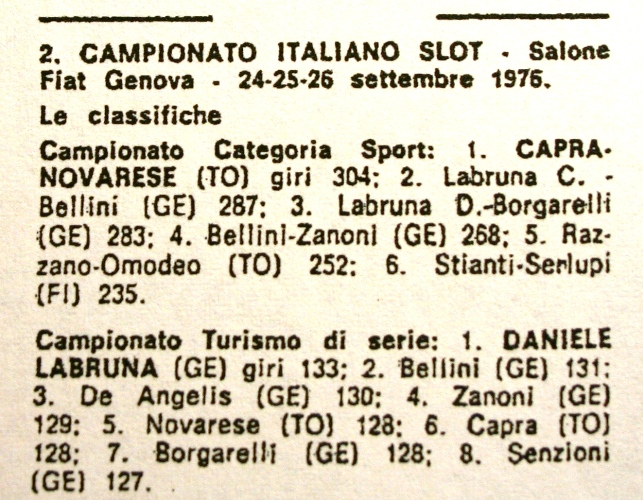 2. CAMPIONATO ITALIANO SLOT - Salone
Fiat Genova - 24-25-26 settembre 1976.
Le classifiche
Campionato Categoria Sport: 1. CAPRA-
NOVARESE (TO) giri 304; 2. Labruna C. -
Bellini (GE) 287; 3. Labruna D.-Borgarelli
(GE) 283; 4. Bellini-Zanoni (GE) 268; 5. Raz-
zano-Omodeo (TO) 252; 6. Stianti-Serlupi
(FI) 235.
Campionato Turismo di serie: 1. DANIELE
LABRUNA (GE) giri 133; 2. Bellini (GE) 131;
3. De Angelis (GE) 130; 4. Zanoni (GE)
129; 5. Novarese (TO) 128; 6. Capra (TO)
128; 7. Borgarelli (GE) 128; 8. Senzioni
(GE) 127.